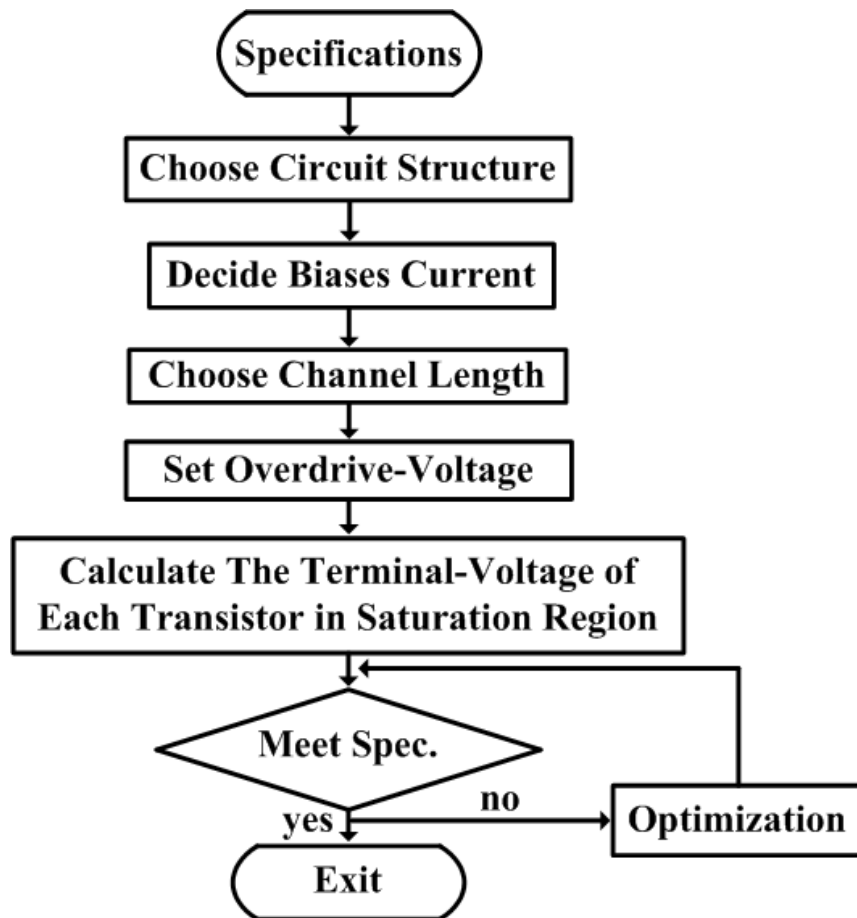 Specifications
Choose Circuit Structure
Decide Biases Current
Choose Channel Length
Set Overdrive-Voltage
Calculate The Terminal-Voltage of
Each Transistor in Saturation Region
Meet Spec.
yes
no
Optimization
Exit